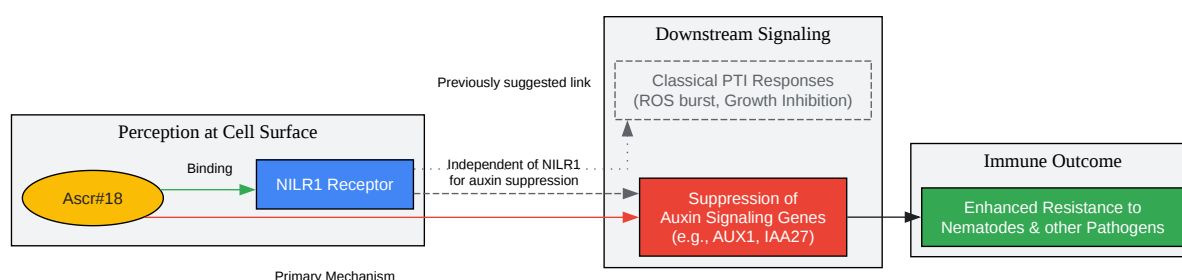 Downstream Signaling
Previously suggested link
Classical PTI Responses
(ROS burst, Growth Inhibition)
Perception at Cell Surface
Binding
Ascr#18
NILR1 Receptor
Independent of NILR1
for auxin suppression
Suppression of
Auxin Signaling Genes
(e.g., AUX1, IAA27)
Immune Outcome
Enhanced Resistance to
Nematodes & other Pathogens
Primary Mechanism